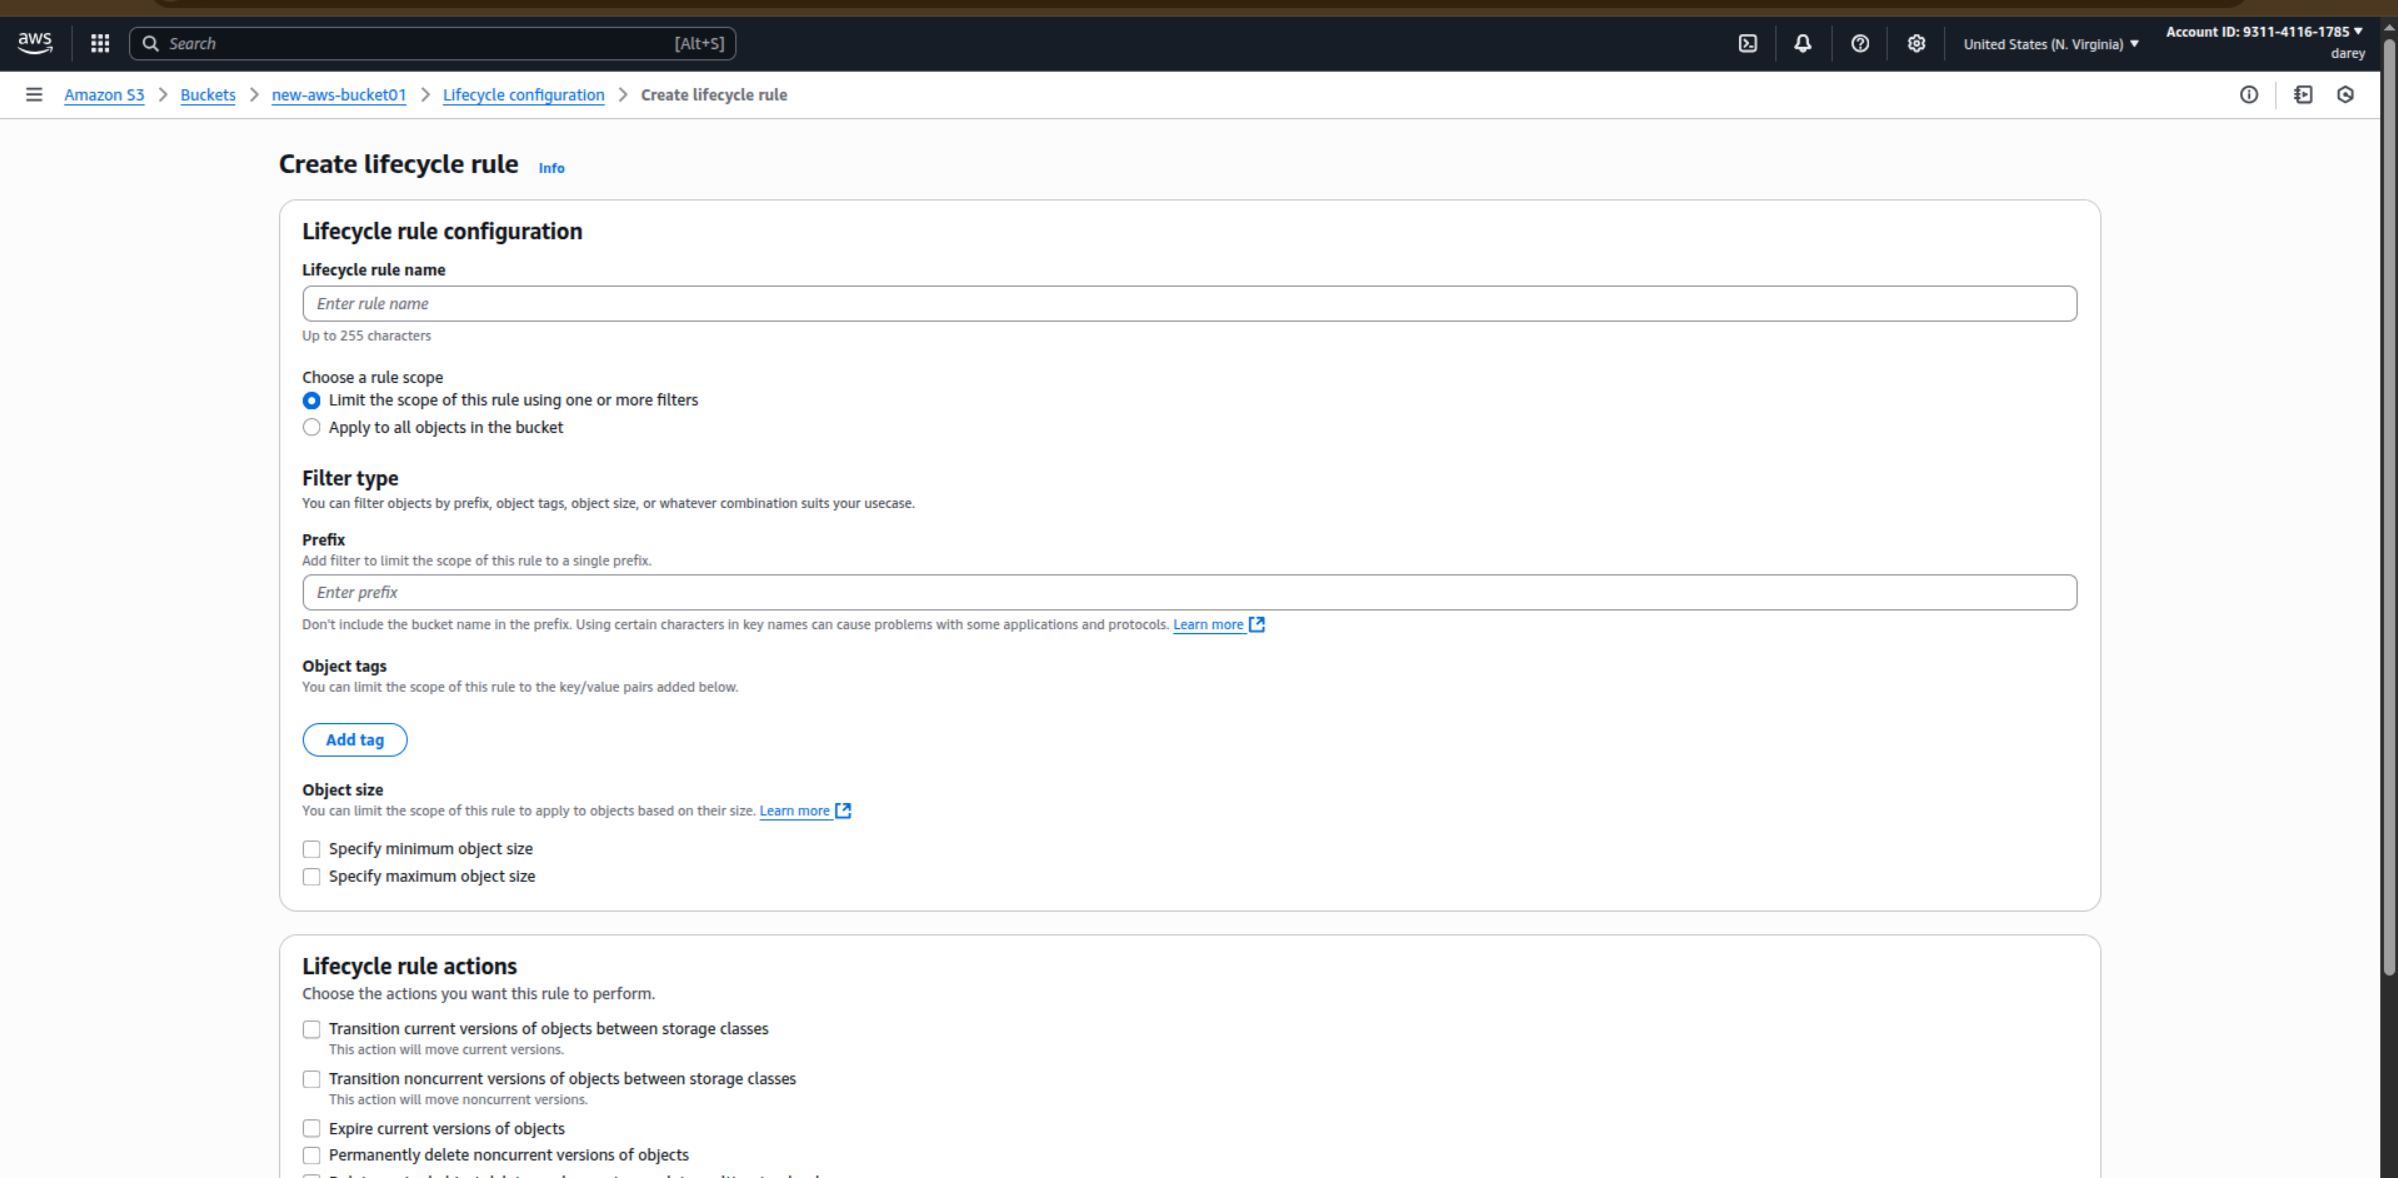 aws
Search [Alt+S]
United States (N. Virginia)
Account ID: 9311-4116-1785
darey
Amazon S3 > Buckets > new-aws-bucket01 > Lifecycle configuration > Create lifecycle rule
Create lifecycle rule Info
Lifecycle rule configuration
Lifecycle rule name
Enter rule name
Up to 255 characters
Choose a rule scope
Limit the scope of this rule using one or more filters
Apply to all objects in the bucket
Filter type
You can filter objects by prefix, object tags, object size, or whatever combination suits your usecase.
Prefix
Add filter to limit the scope of this rule to a single prefix.
Enter prefix
Don't include the bucket name in the prefix. Using certain characters in key names can cause problems with some applications and protocols. Learn more
Object tags
You can limit the scope of this rule to the key/value pairs added below.
Add tag
Object size
You can limit the scope of this rule to apply to objects based on their size. Learn more
Specify minimum object size
Specify maximum object size
Lifecycle rule actions
Choose the actions you want this rule to perform.
Transition current versions of objects between storage classes
This action will move current versions.
Transition noncurrent versions of objects between storage classes
This action will move noncurrent versions.
Expire current versions of objects
Permanently delete noncurrent versions of objects